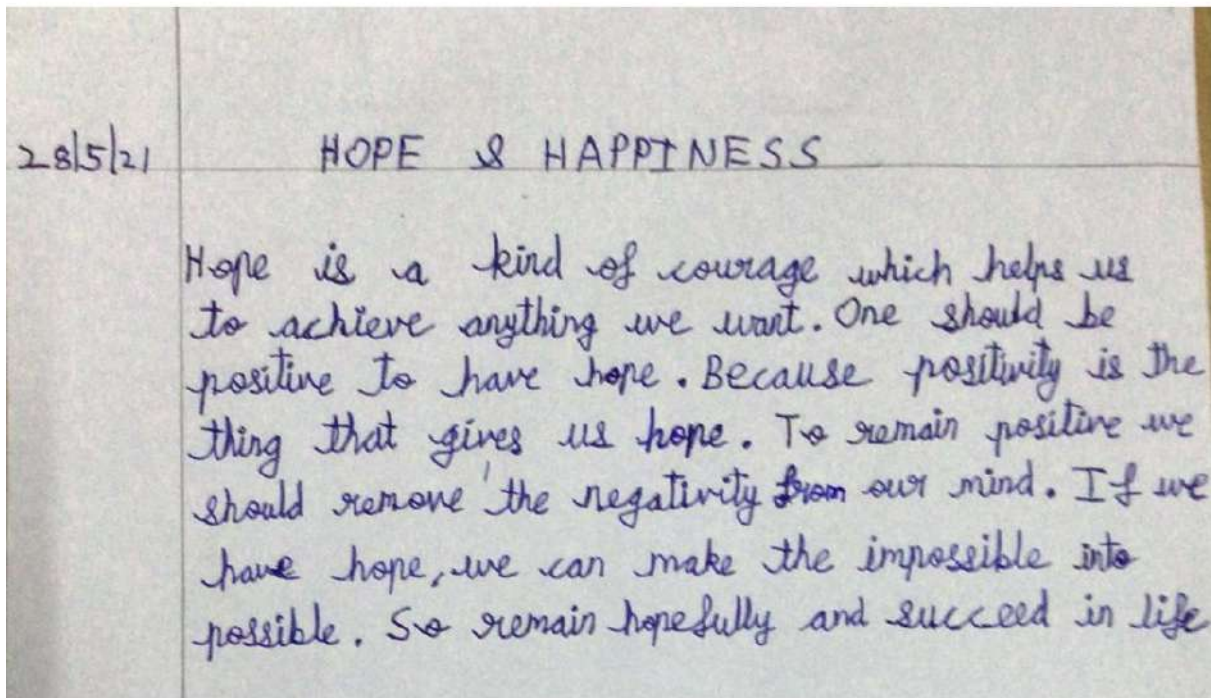 28/5/21 HOPE & HAPPINESS
Hope is a kind of courage which helps us
to achieve anything we want. One should be
positive to have hope. Because positivity is the
thing that gives us hope. To remain positive we
should remove the negativity from our mind. If we
have hope, we can make the impossible into
possible. So remain hopefully and succeed in life